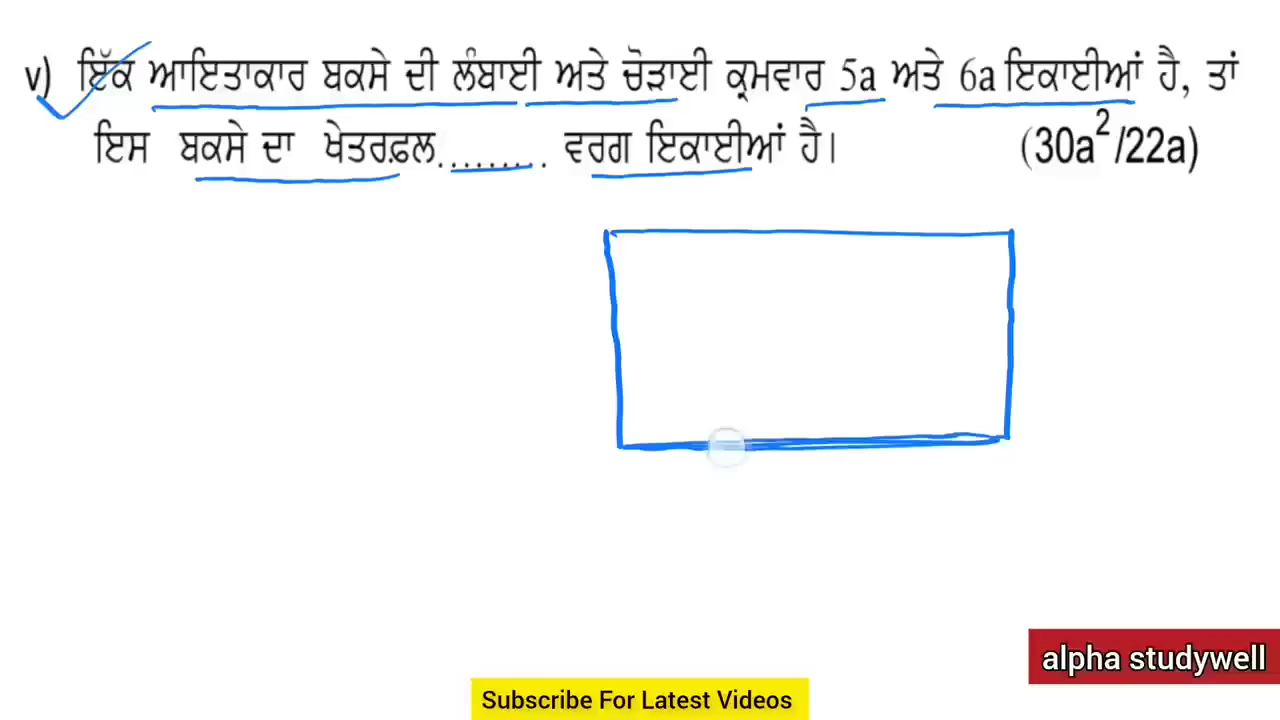 v) ਇੱਕ ਆਇਤਾਕਾਰ ਬਕਸੇ ਦੀ ਲੰਬਾਈ ਅਤੇ ਚੋੜਾਈ ਕ੍ਰਮਵਾਰ 5a ਅਤੇ 6a ਇਕਾਈਆਂ ਹੈ, ਤਾਂ
ਇਸ ਬਕਸੇ ਦਾ ਖੇਤਰਫ਼ਲ......... ਵਰਗ ਇਕਾਈਆਂ ਹੈ। (30a²/22a)
alpha studywell
Subscribe For Latest Videos